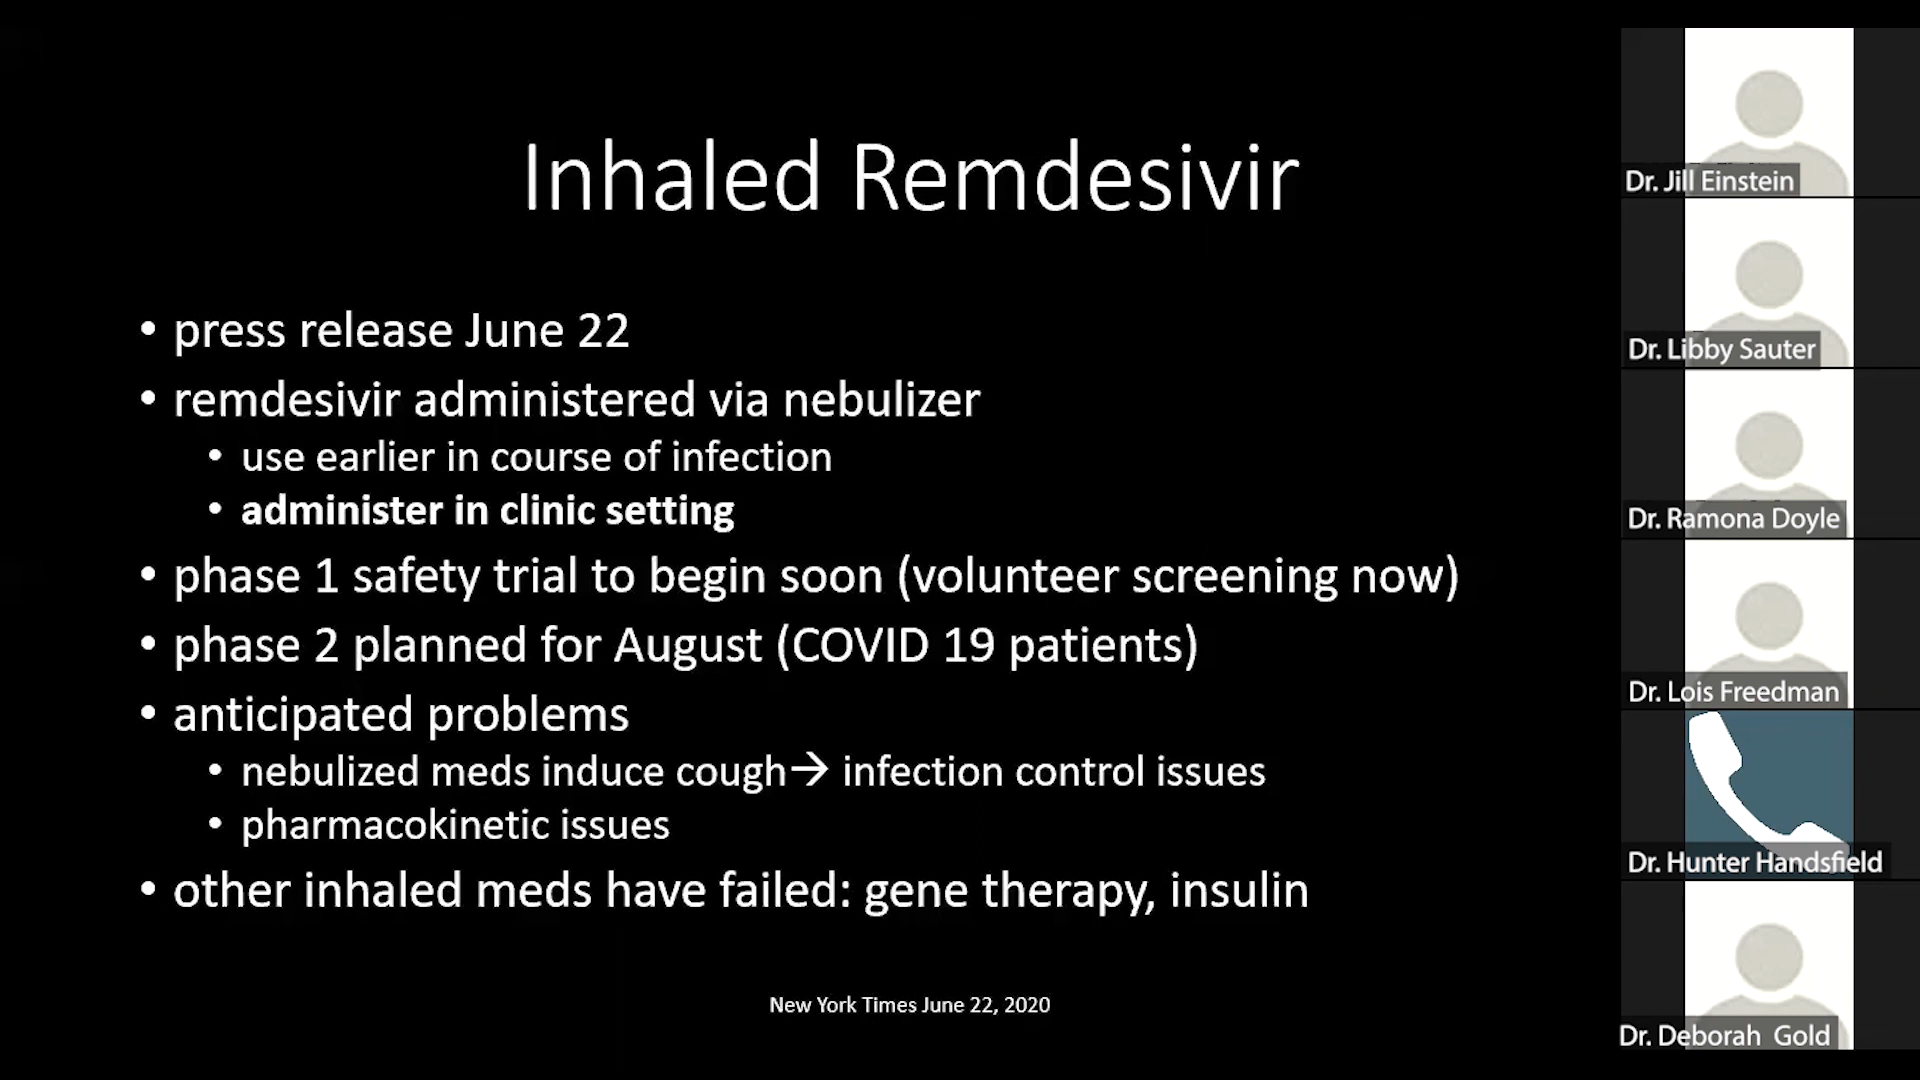 Inhaled Remdesivir
• press release June 22
• remdesivir administered via nebulizer
• use earlier in course of infection
• administer in clinic setting
• phase 1 safety trial to begin soon (volunteer screening now)
• phase 2 planned for August (COVID 19 patients)
• anticipated problems
• nebulized meds induce cough→ infection control issues
• pharmacokinetic issues
• other inhaled meds have failed: gene therapy, insulin
New York Times June 22, 2020
Dr. Jill Einstein
Dr. Libby Sauter
Dr. Ramona Doyle
Dr. Lois Freedman
Dr. Hunter Handsfield
Dr. Deborah Gold